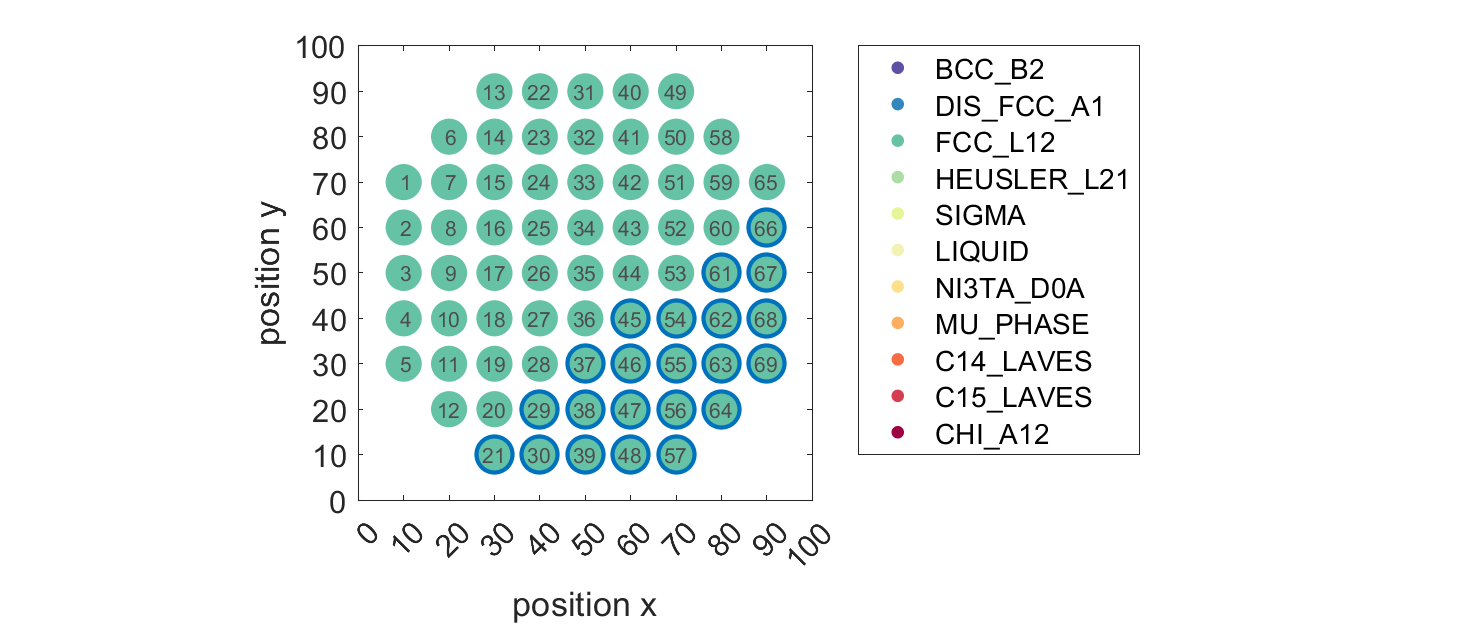 100
90
80
70
60
50
40
30
20
10
0
position y
13 22 31 40 49
6 14 23 32 41 50 58
1 7 15 24 33 42 51 59 65
2 8 16 25 34 43 52 60 66
3 9 17 26 35 44 53 61 67
4 10 18 27 36 45 54 62 68
5 11 19 28 37 46 55 63 69
12 20 29 38 47 56 64
21 30 39 48 57
0 10 20 30 40 50 60 70 80 90 100
position x
BCC_B2
DIS_FCC_A1
FCC_L12
HEUSLER_L21
SIGMA
LIQUID
NI3TA_D0A
MU_PHASE
C14_LAVES
C15_LAVES
CHI_A12